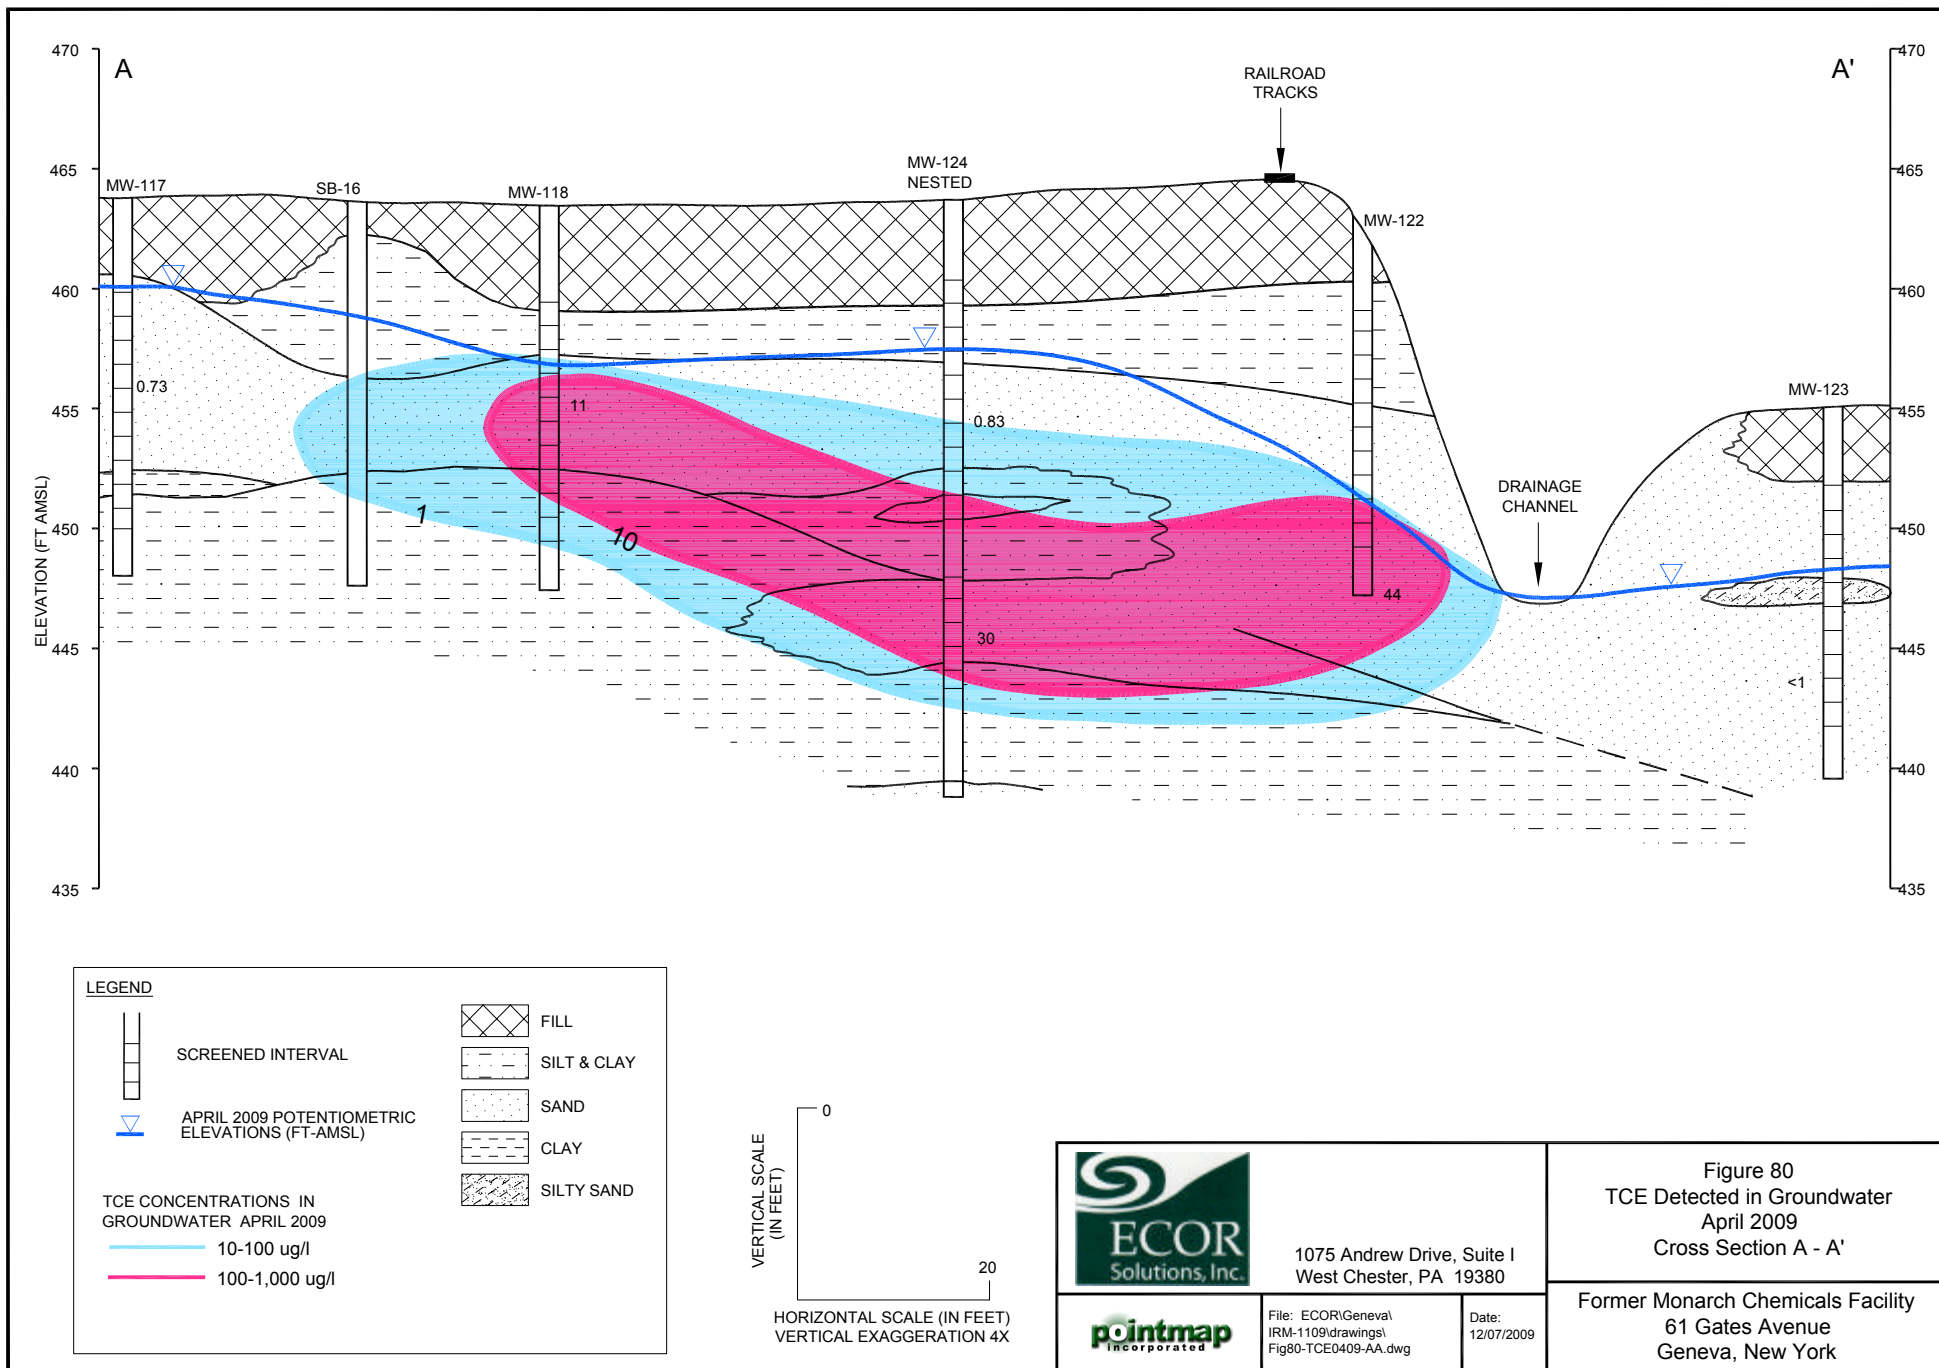 A
A'
470
465
460
455
450
445
440
435
ELEVATION (FT AMSL)
470
465
460
455
450
445
440
435
MW-117
SB-16
MW-118
MW-124
NESTED
RAILROAD
TRACKS
MW-122
MW-123
DRAINAGE
CHANNEL
0.73
11
0.83
30
44
<1
1
10
LEGEND
SCREENED INTERVAL
APRIL 2009 POTENTIOMETRIC
ELEVATIONS (FT-AMSL)
TCE CONCENTRATIONS IN
GROUNDWATER APRIL 2009
10-100 ug/l
100-1,000 ug/l
FILL
SILT & CLAY
SAND
CLAY
SILTY SAND
VERTICAL SCALE
(IN FEET)
0
20
HORIZONTAL SCALE (IN FEET)
VERTICAL EXAGGERATION 4X
ECOR
Solutions, Inc.
1075 Andrew Drive, Suite I
West Chester, PA 19380
pointmap
incorporated
File: ECOR\Geneva\
IRM-1109\drawings\
Fig80-TCE0409-AA.dwg
Date:
12/07/2009
Figure 80
TCE Detected in Groundwater
April 2009
Cross Section A - A'
Former Monarch Chemicals Facility
61 Gates Avenue
Geneva, New York